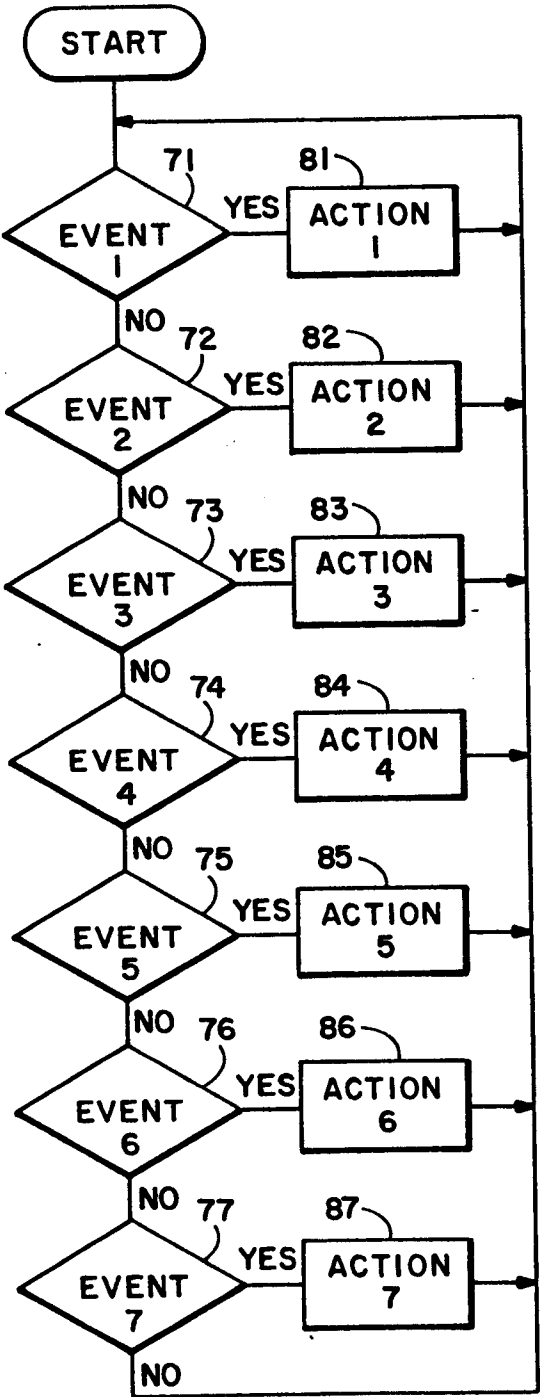 START
71
81
EVENT
1
YES
ACTION
1
NO
72
82
EVENT
2
YES
ACTION
2
NO
73
83
EVENT
3
YES
ACTION
3
NO
74
84
EVENT
4
YES
ACTION
4
NO
75
85
EVENT
5
YES
ACTION
5
NO
76
86
EVENT
6
YES
ACTION
6
NO
77
87
EVENT
7
YES
ACTION
7
NO